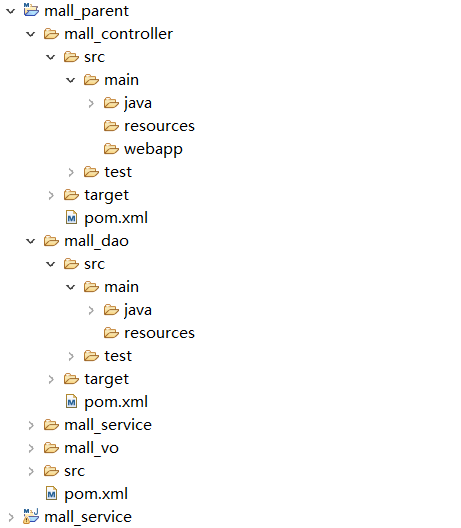 mall_parent
mall_controller
src
main
java
resources
webapp
test
target
pom.xml
mall_dao
src
main
java
resources
test
target
pom.xml
mall_service
mall_vo
src
pom.xml
mall_service